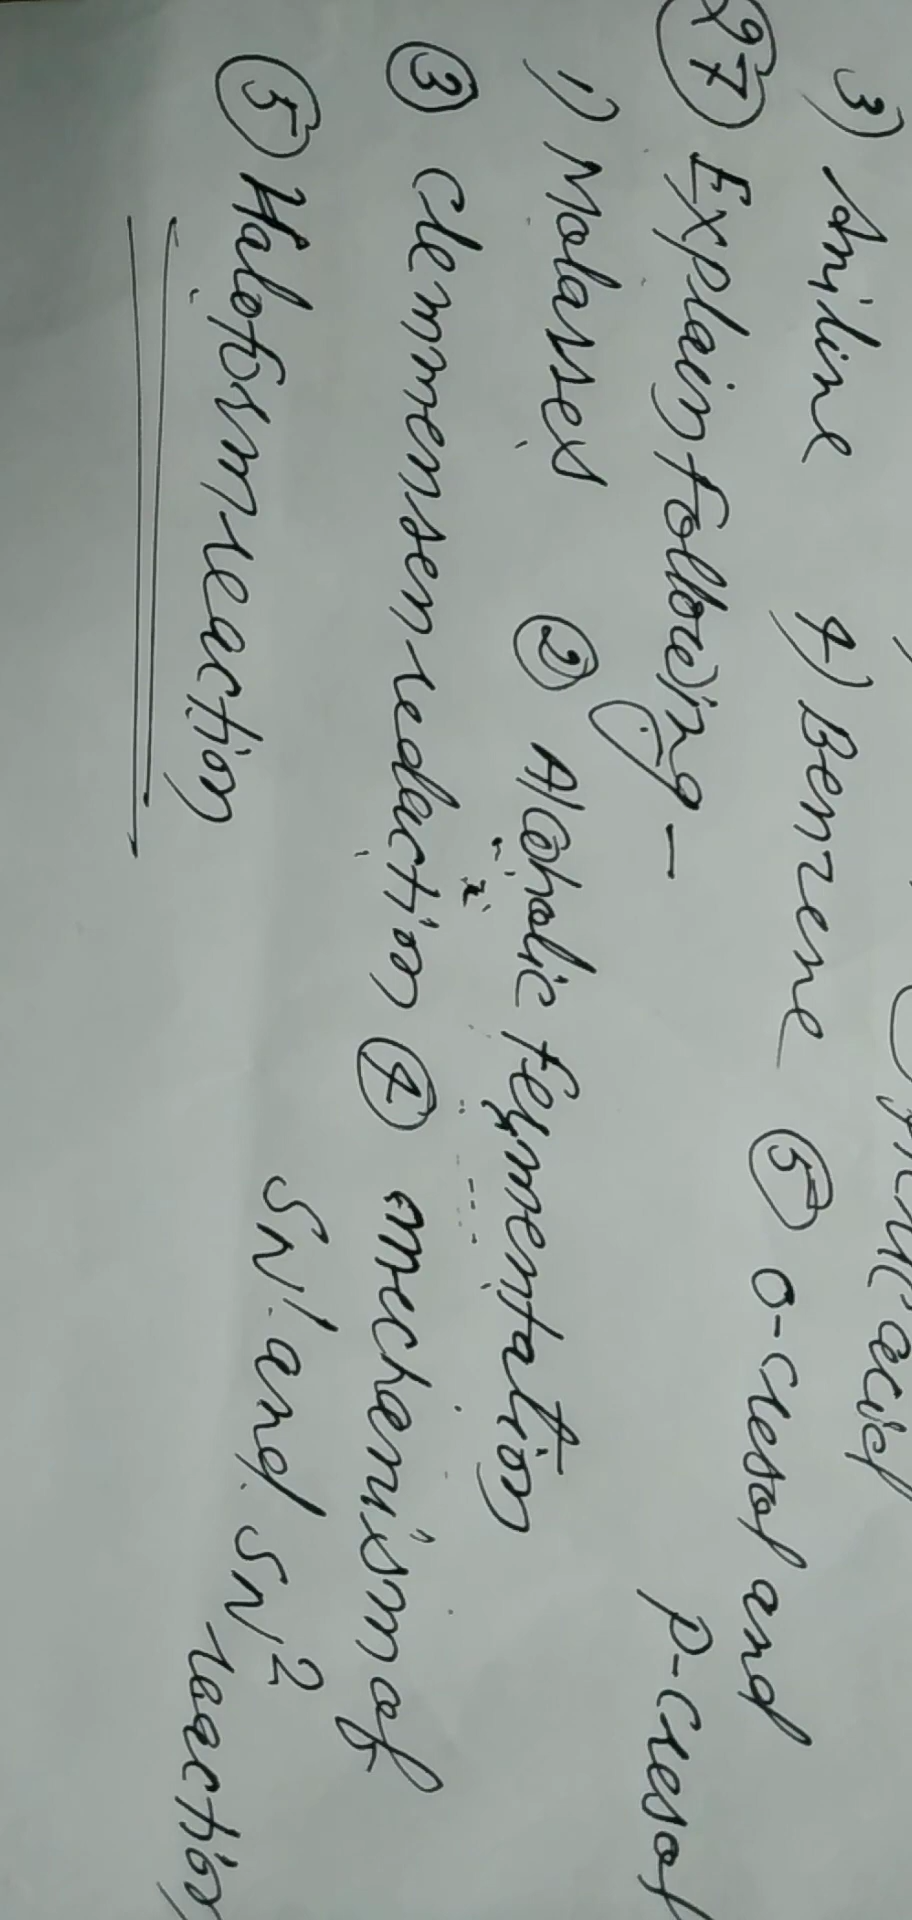 acid
3) Aniline 4) Benzene ⑤ o-cresol and
p-cresol
27) Explain following -
1) Molasses ② Alcoholic fermentation
③ Clemmensen reduction ④ mechanism of
SN1 and SN2
reaction
⑤ Haloform reaction